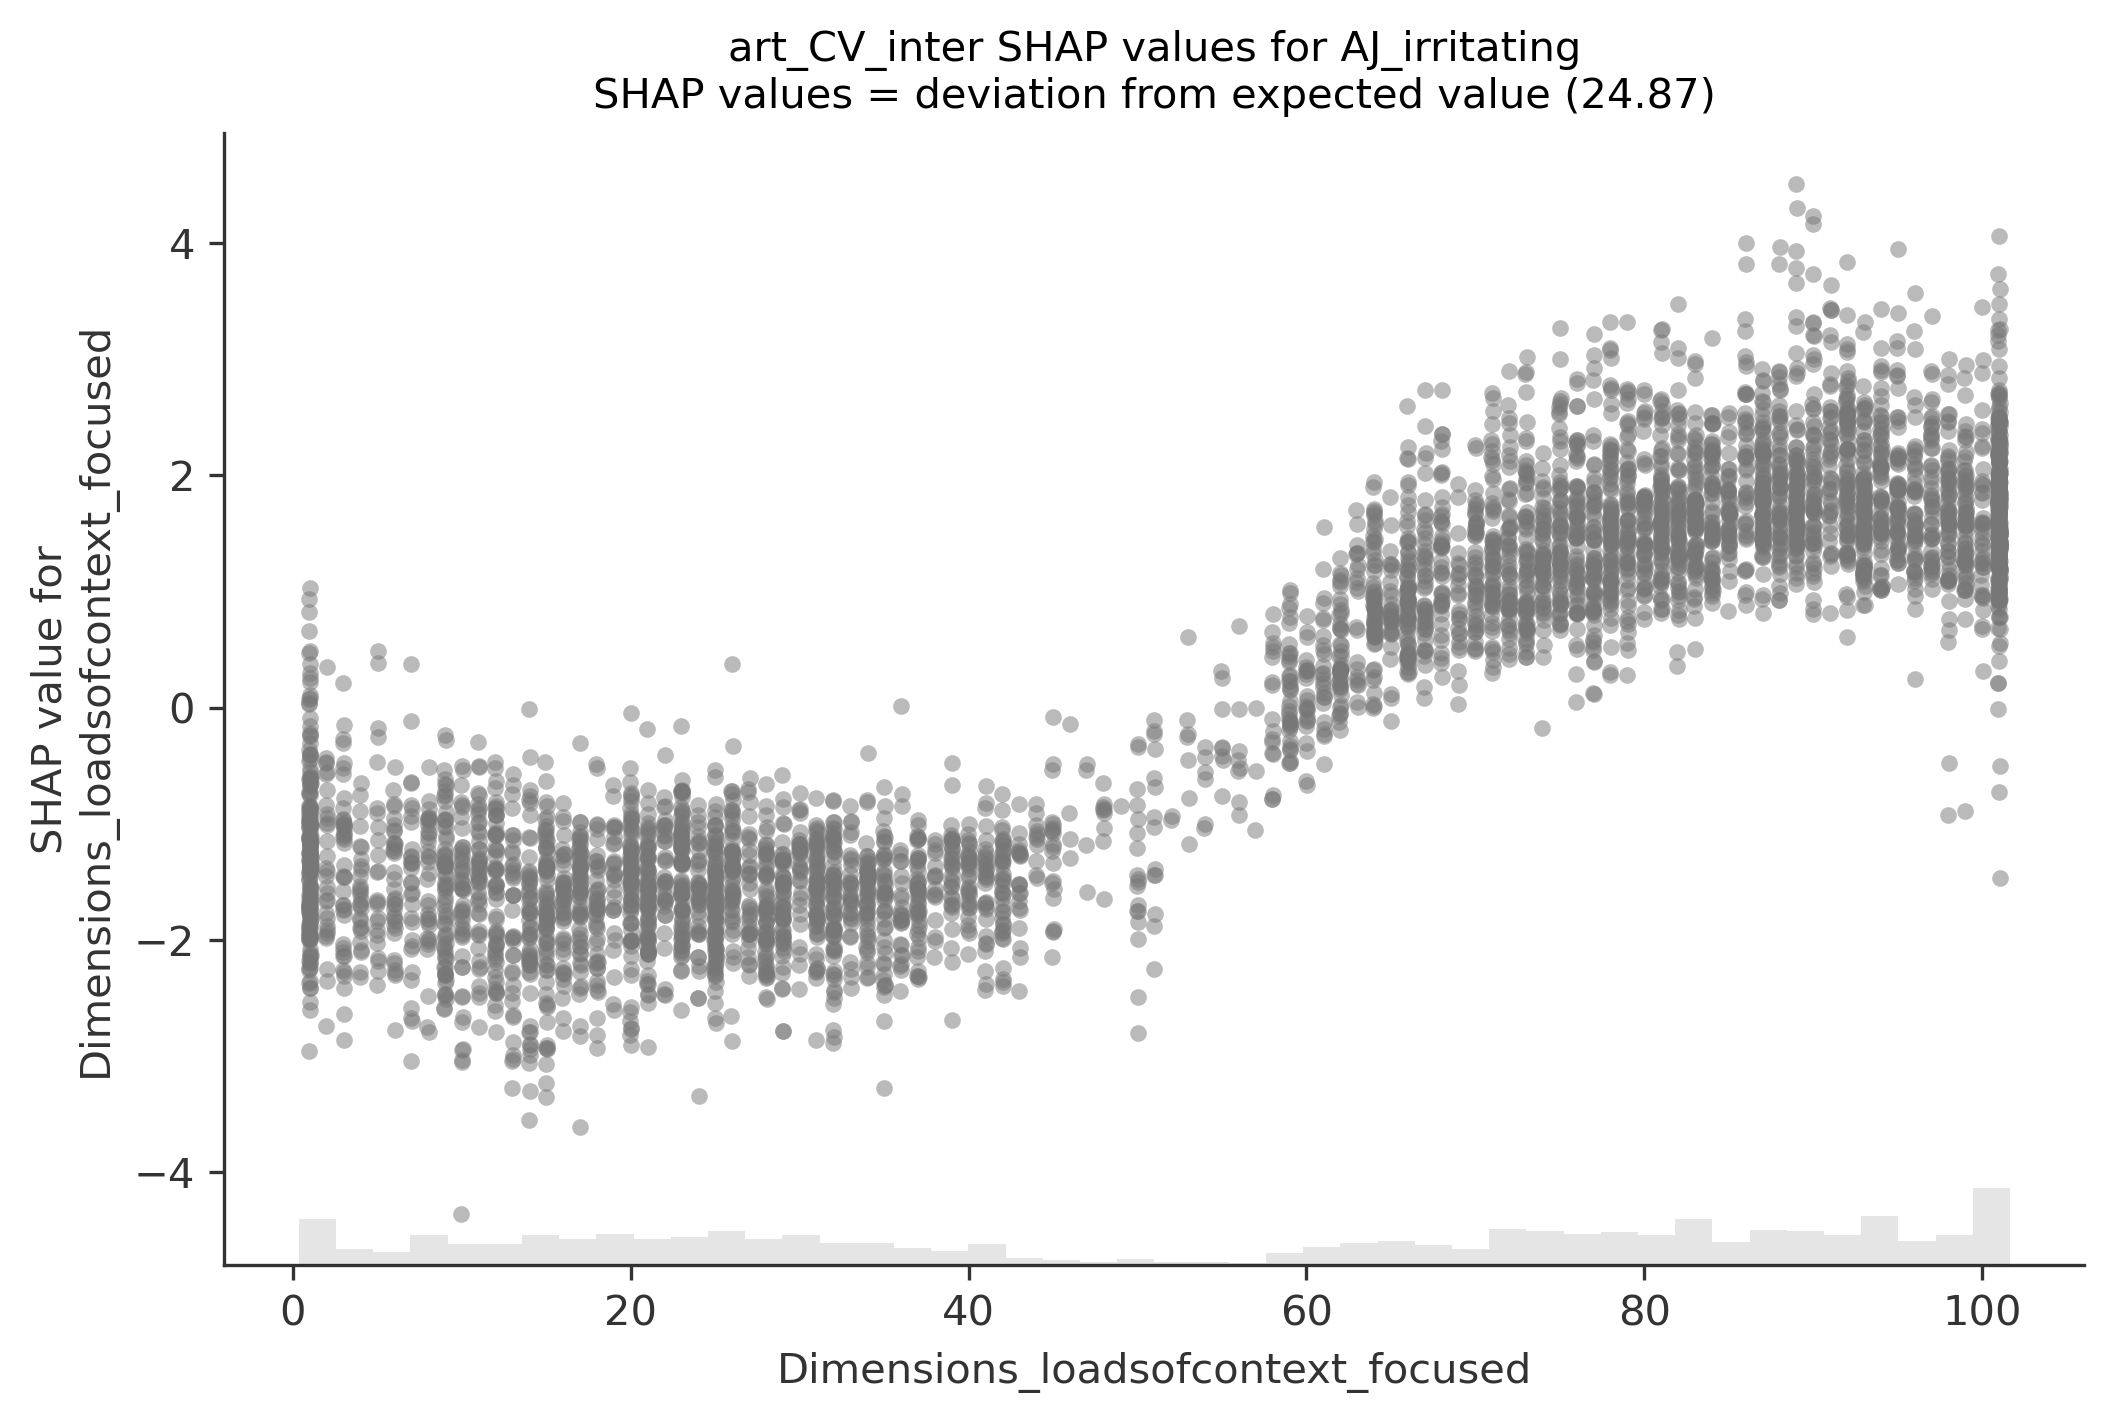 art_CV_inter SHAP values for AJ_irritating
SHAP values = deviation from expected value (24.87)
SHAP value for
Dimensions_loadsofcontext_focused
4
2
0
−2
−4
0
20
40
60
80
100
Dimensions_loadsofcontext_focused